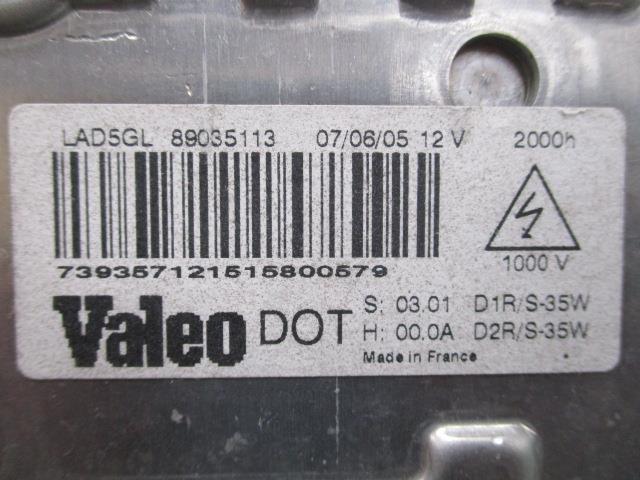 LAD5GL 89035113 07/06/05 12 V 2000h
739357121515800579
1000 V
Valeo DOT S: 03.01 D1R/S-35W
H: 00.0A D2R/S-35W
Made in France